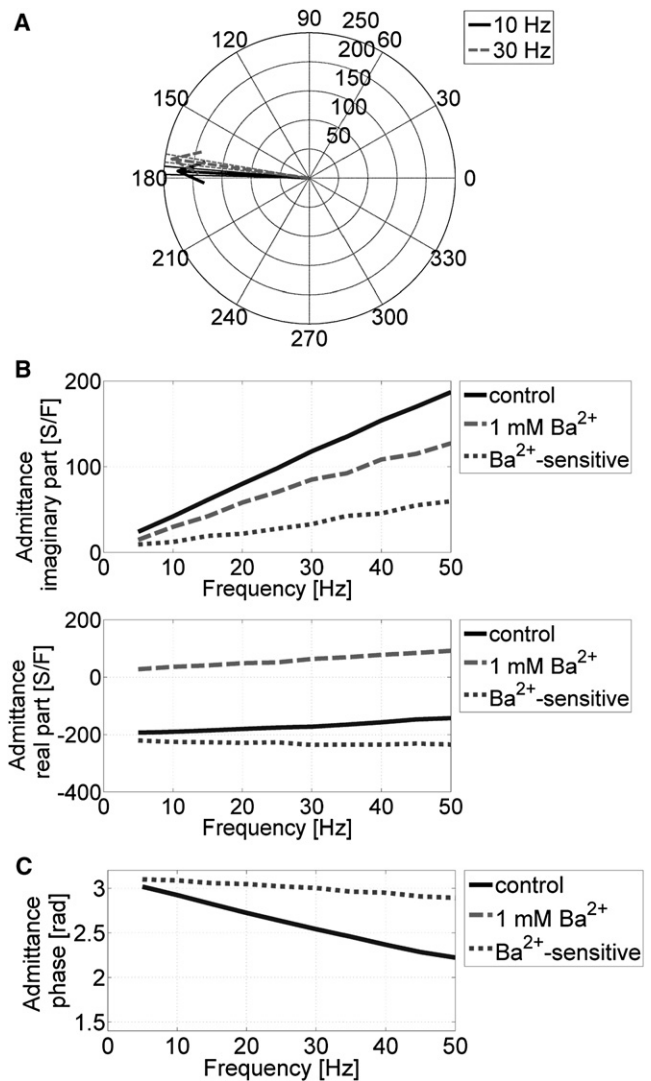 A
90
250
60
200
150
100
50
120
150
180
210
240
270
300
330
0
30
10 Hz
30 Hz
B
Admittance
imaginary part [S/F]
200
100
0
0 10 20 30 40 50
Frequency [Hz]
control
1 mM Ba²⁺
Ba²⁺-sensitive
Admittance
real part [S/F]
200
0
-200
-400
0 10 20 30 40 50
Frequency [Hz]
control
1 mM Ba²⁺
Ba²⁺-sensitive
C
Admittance
phase [rad]
3
2.5
2
1.5
0 10 20 30 40 50
Frequency [Hz]
control
1 mM Ba²⁺
Ba²⁺-sensitive